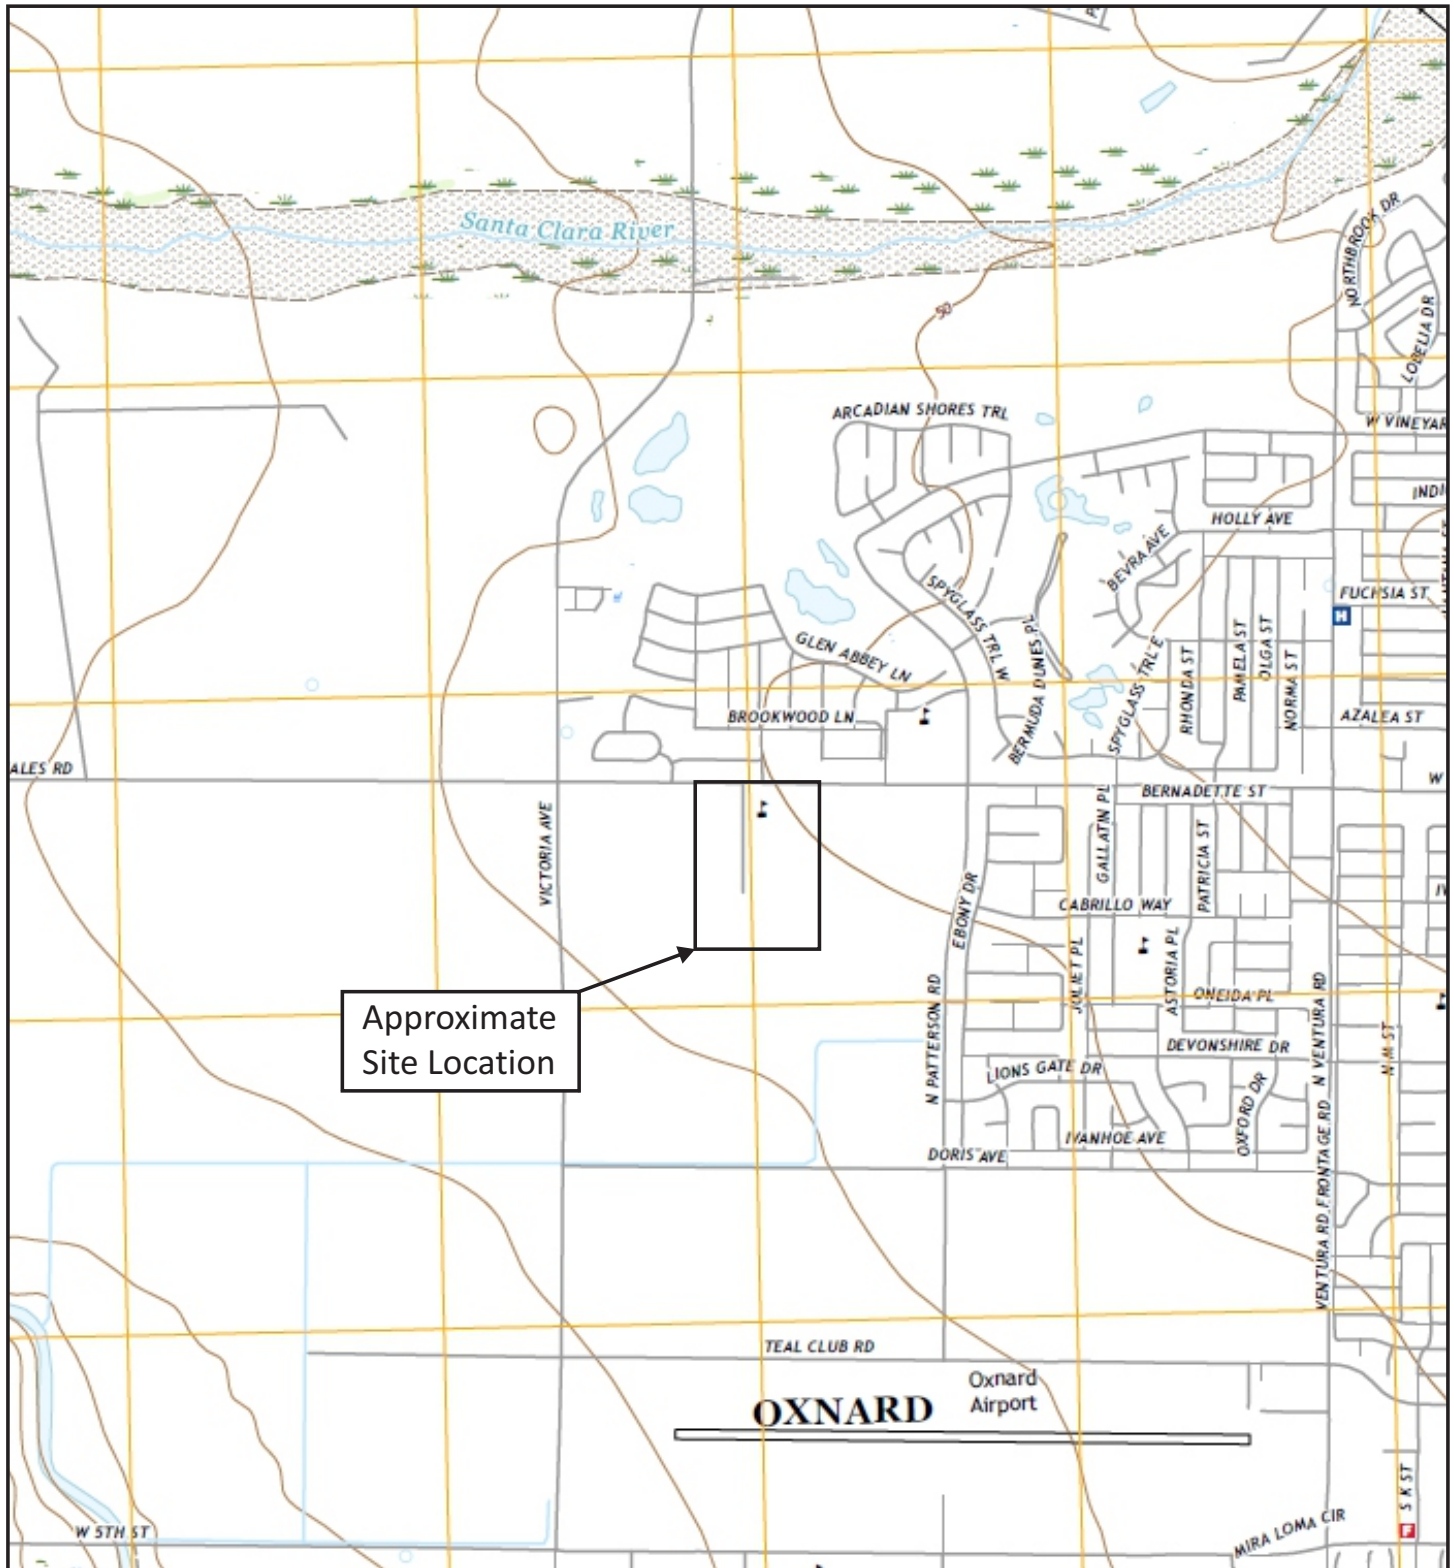 Santa Clara River
NORTHBROOK DR
50
LOBELIA DR
ARCADIAN SHORES TRL
W VINEYAR
INDI
HOLLY AVE
BEVRA AVE
FUCHSIA ST
H
SPYGLASS TRL W
GLEN ABBEY LN
BERMUDA DUNES PL
SPYGLASS TRL E
RHONDA ST
PAMELA ST
OLGA ST
NORMA ST
BROOKWOOD LN
AZALEA ST
ALES RD
W
BERNADETTE ST
VICTORIA AVE
GALLATIN PL
PATRICIA ST
EBONY DR
CABRILLO WAY
JOLIET PL
ASTORIA PL
ONEIDA PL
Approximate
Site Location
N PATTERSON RD
N VENTURA RD
N M ST
DEVONSHIRE DR
LIONS GATE DR
OXFORD DR
IVANHOE AVE
DORIS AVE
VENTURA RD FRONTAGE RD
TEAL CLUB RD
Oxnard
Airport
OXNARD
S K ST
W 5TH ST
MIRA LOMA CIR
F